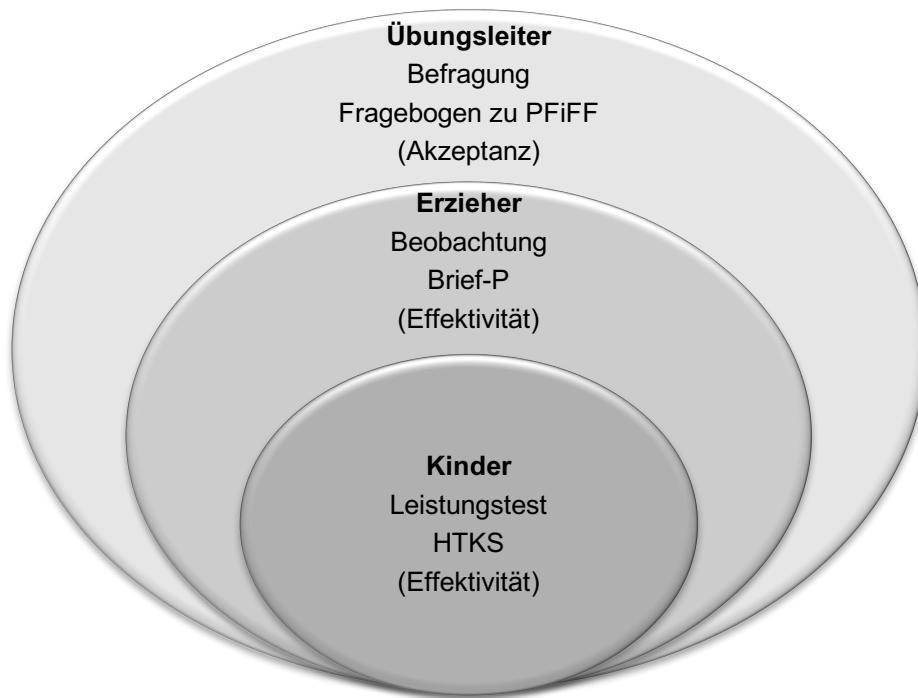 Übungsleiter
Befragung
Fragebogen zu PFiFF
(Akzeptanz)
Erzieher
Beobachtung
Brief-P
(Effektivität)
Kinder
Leistungstest
HTKS
(Effektivität)